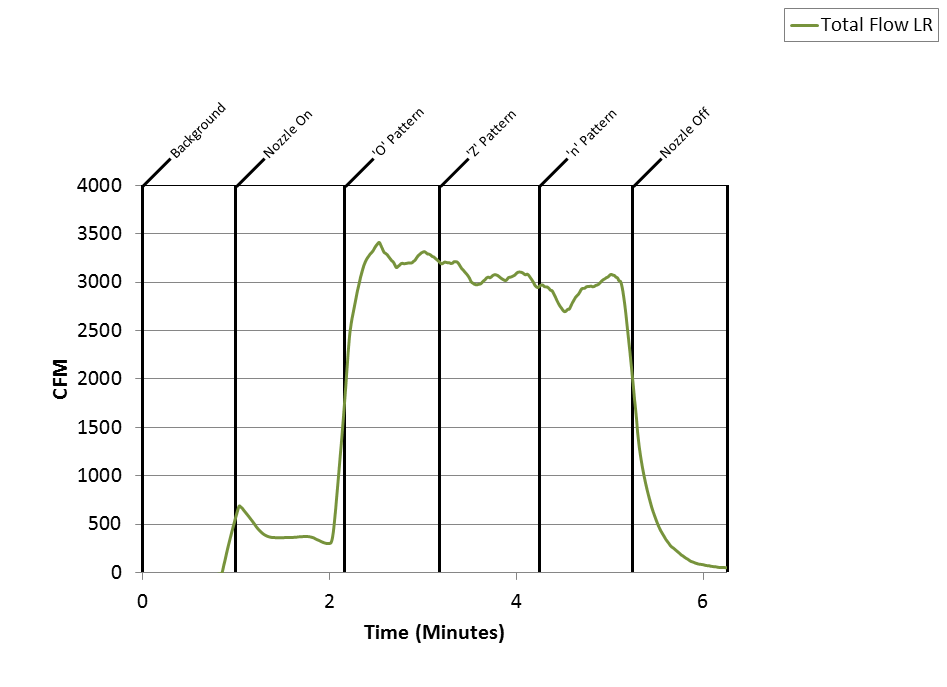 Total Flow LR
Background
Nozzle On
'O' Pattern
'Z' Pattern
'n' Pattern
Nozzle Off
4000
3500
3000
2500
2000
1500
1000
500
0
CFM
0 2 4 6
Time (Minutes)